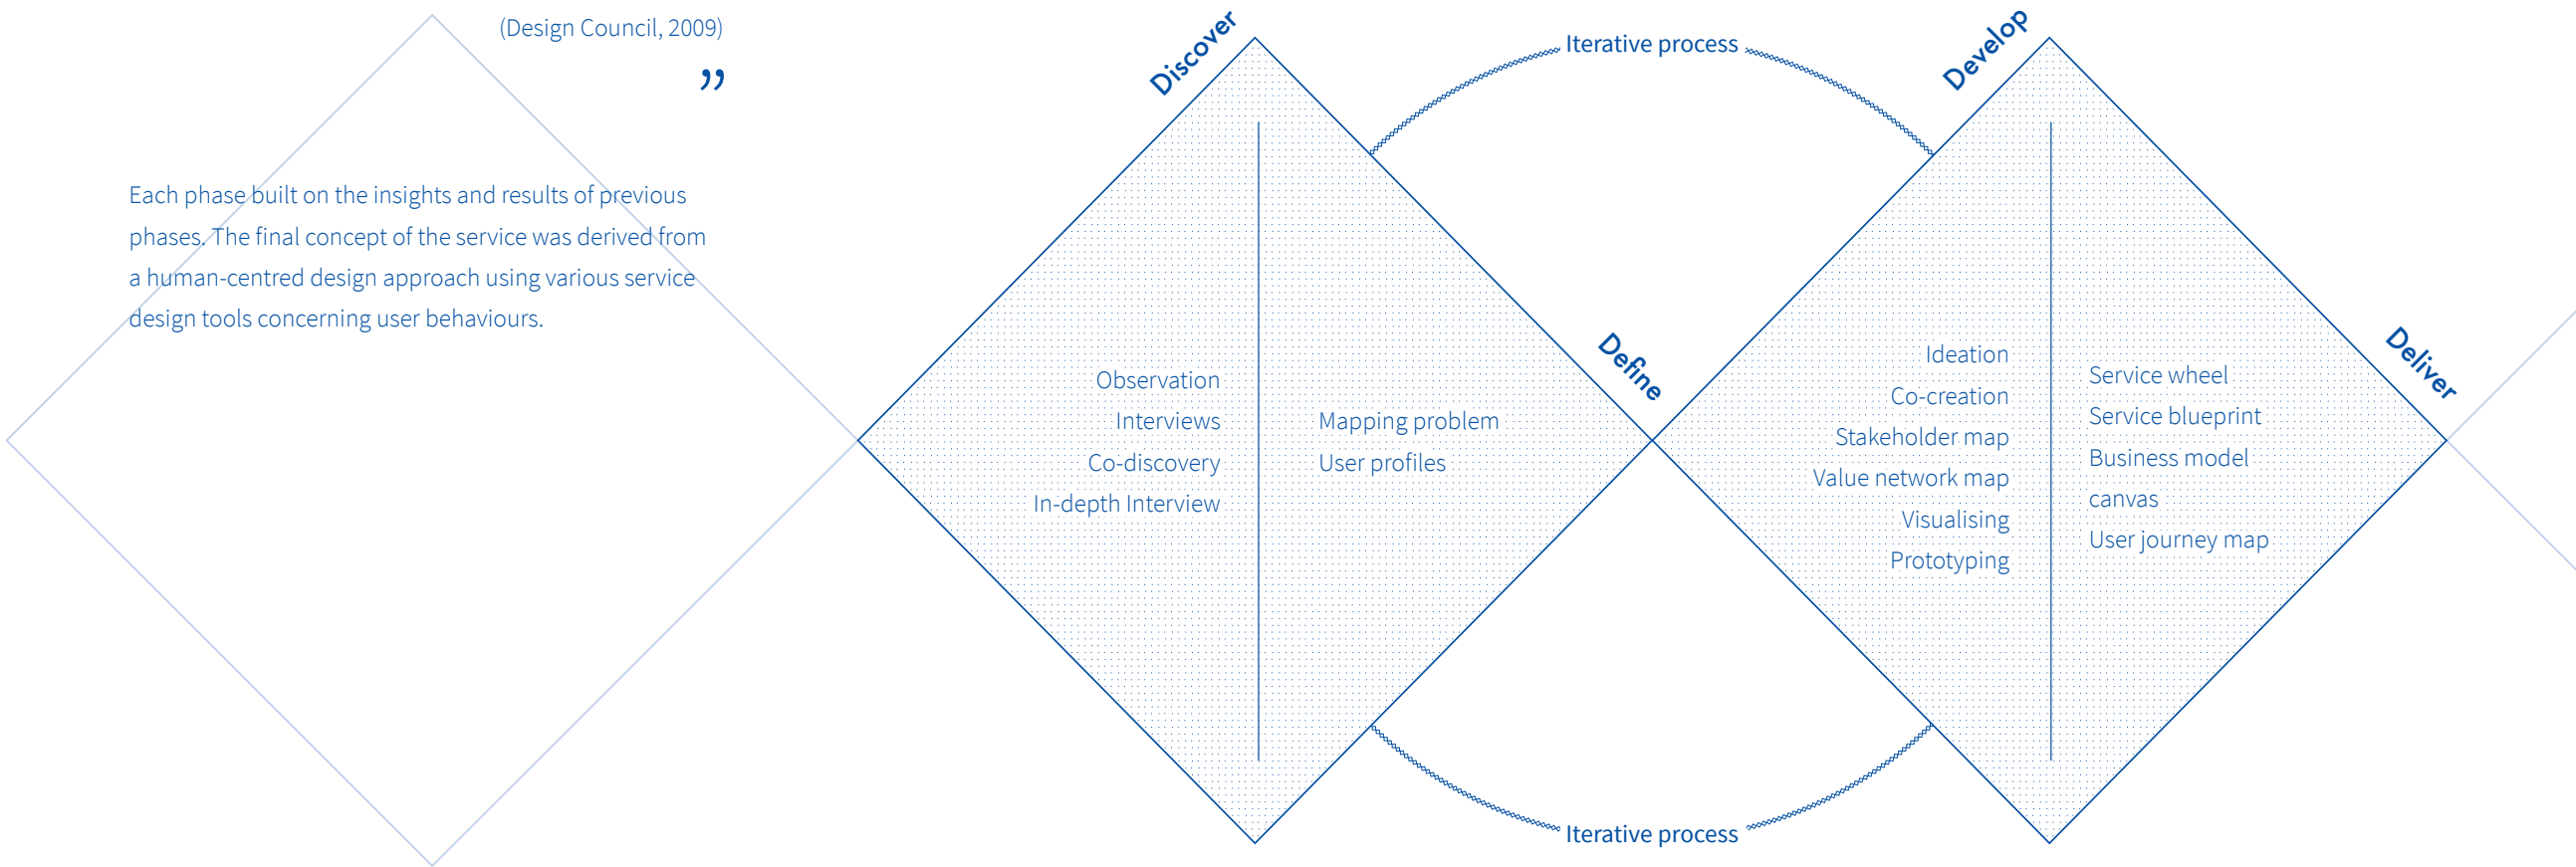 (Design Council, 2009)
”
Each phase built on the insights and results of previous
phases. The final concept of the service was derived from
a human-centred design approach using various service
design tools concerning user behaviours.
Discover
Observation
Interviews
Co-discovery
In-depth Interview
Define
Mapping problem
User profiles
Iterative process
Iterative process
Develop
Ideation
Co-creation
Stakeholder map
Value network map
Visualising
Prototyping
Deliver
Service wheel
Service blueprint
Business model
canvas
User journey map